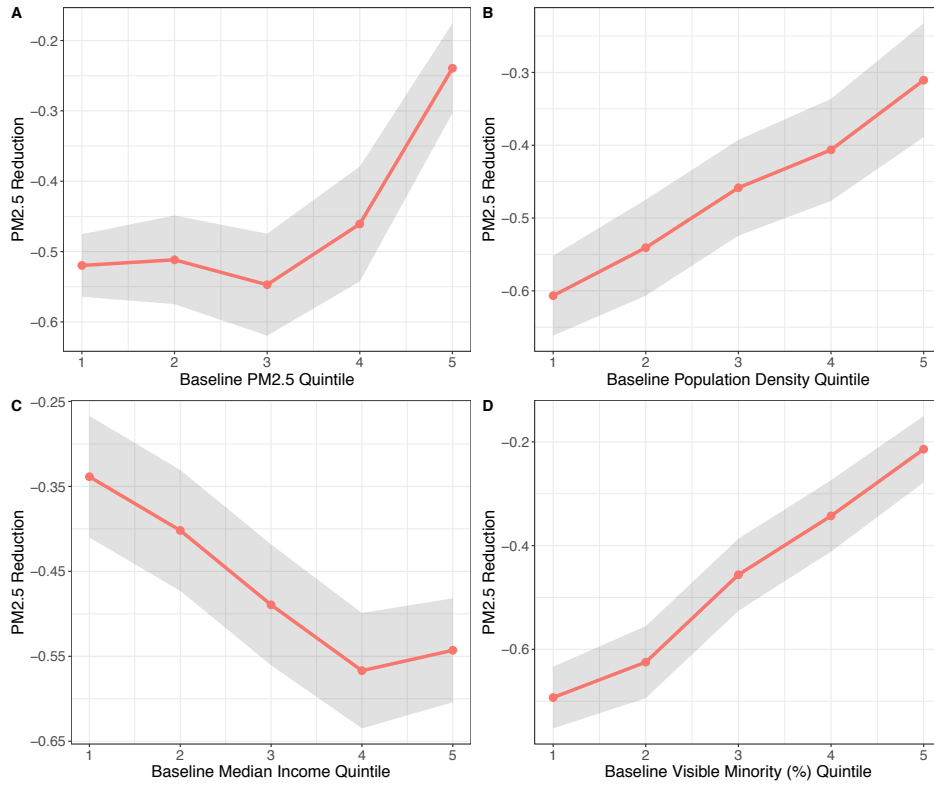 A
−0.2
−0.3
−0.4
−0.5
−0.6
PM2.5 Reduction
1 2 3 4 5
Baseline PM2.5 Quintile
B
−0.3
−0.4
−0.5
−0.6
PM2.5 Reduction
1 2 3 4 5
Baseline Population Density Quintile
C
−0.25
−0.35
−0.45
−0.55
−0.65
PM2.5 Reduction
1 2 3 4 5
Baseline Median Income Quintile
D
−0.2
−0.4
−0.6
PM2.5 Reduction
1 2 3 4 5
Baseline Visible Minority (%) Quintile